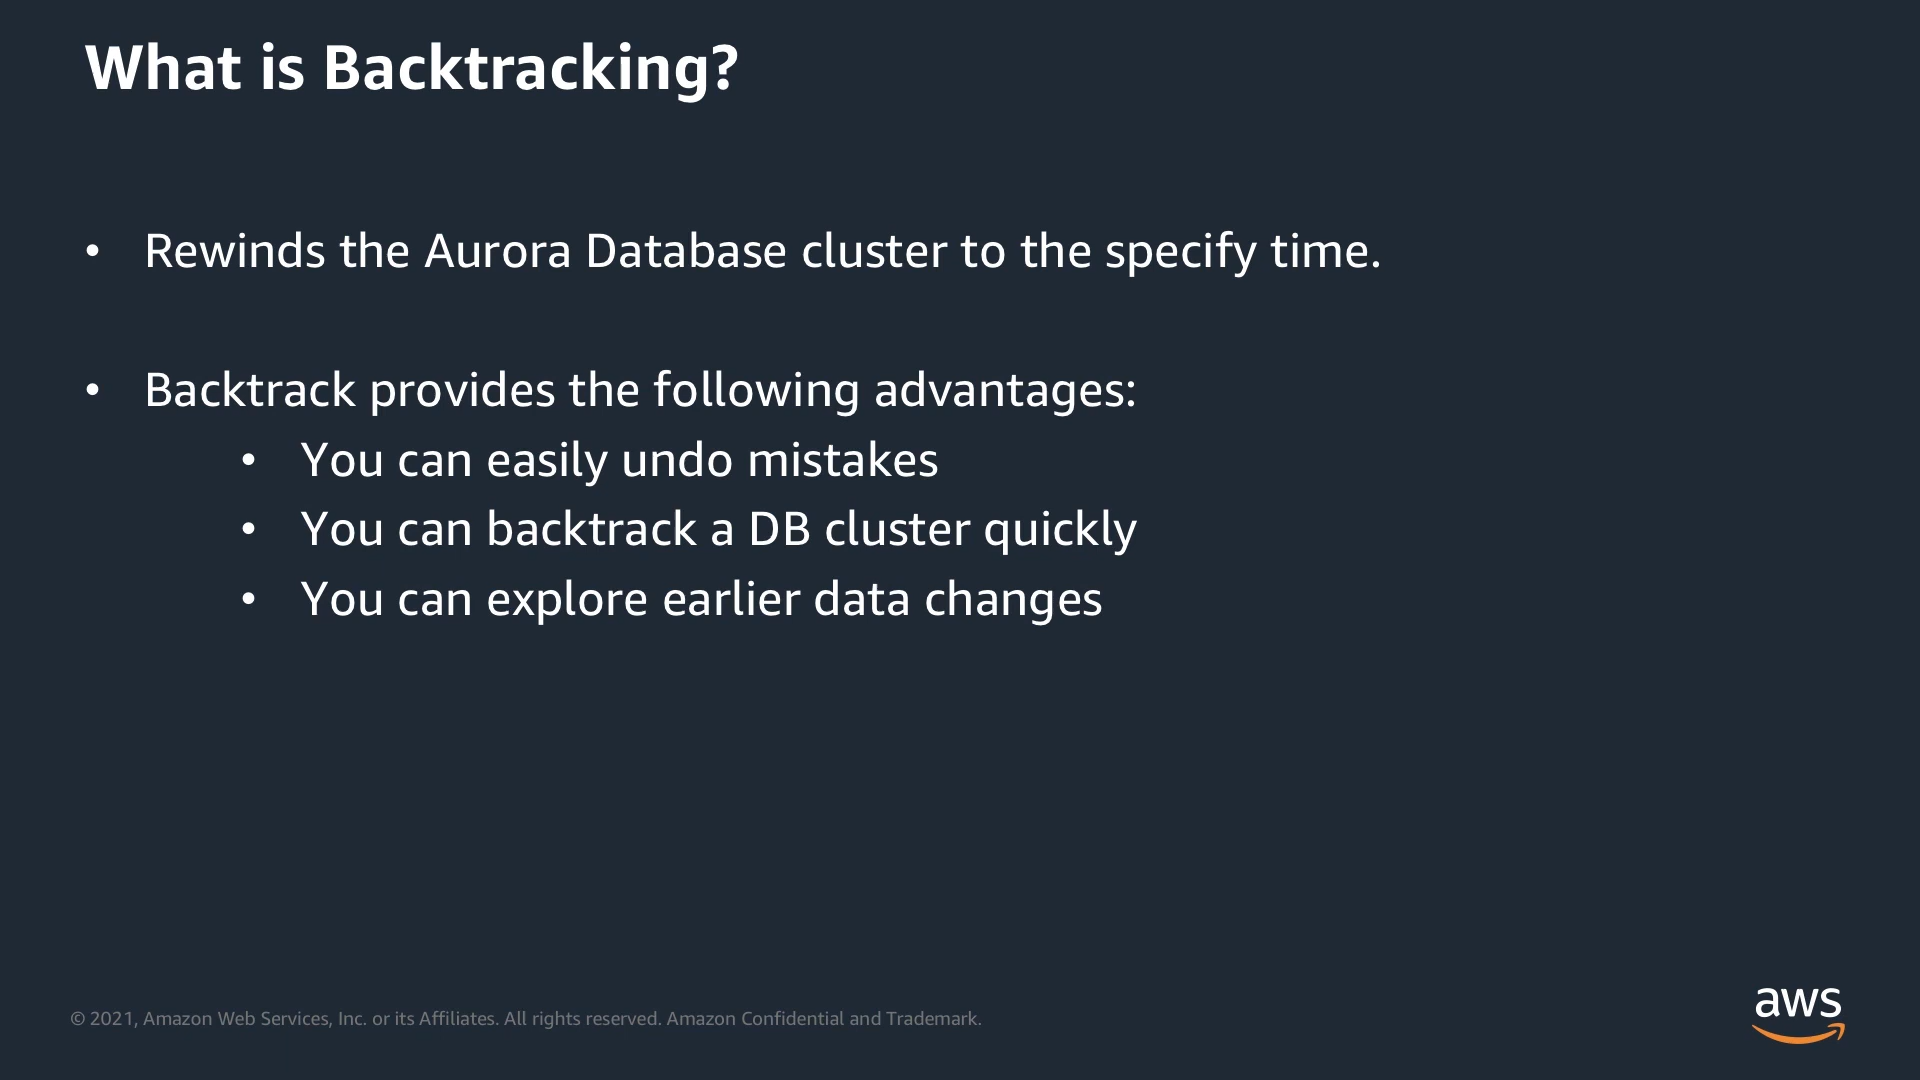 What is Backtracking?
• Rewinds the Aurora Database cluster to the specify time.
• Backtrack provides the following advantages:
• You can easily undo mistakes
• You can backtrack a DB cluster quickly
• You can explore earlier data changes
© 2021, Amazon Web Services, Inc. or its Affiliates. All rights reserved. Amazon Confidential and Trademark.
aws